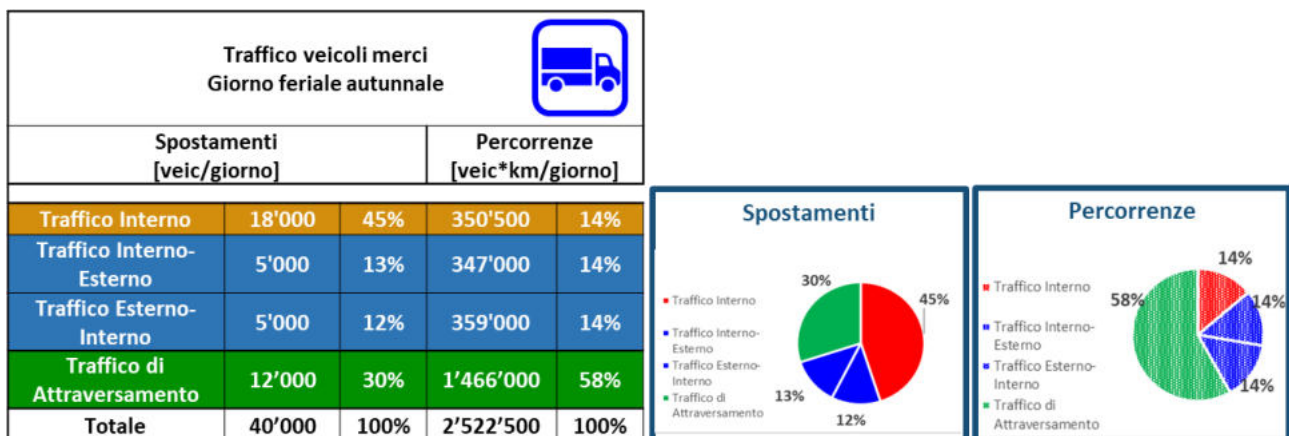 Traffico veicoli merci
Giorno feriale autunnale
Spostamenti
[veic/giorno]
Percorrenze
[veic*km/giorno]
Traffico Interno 18'000 45% 350'500 14%
Traffico Interno-
Esterno
5'000 13% 347'000 14%
Traffico Esterno-
Interno
5'000 12% 359'000 14%
Traffico di
Attraversamento
12’000 30% 1’466’000 58%
Totale 40’000 100% 2’522’500 100%
Spostamenti
Traffico Interno
Traffico Interno-
Esterno
Traffico Esterno-
Interno
Traffico di
Attraversamento
30%
45%
13%
12%
Percorrenze
Traffico Interno
Traffico Interno-
Esterno
Traffico Esterno-
Interno
Traffico di
Attraversamento
14%
58%
14%
14%